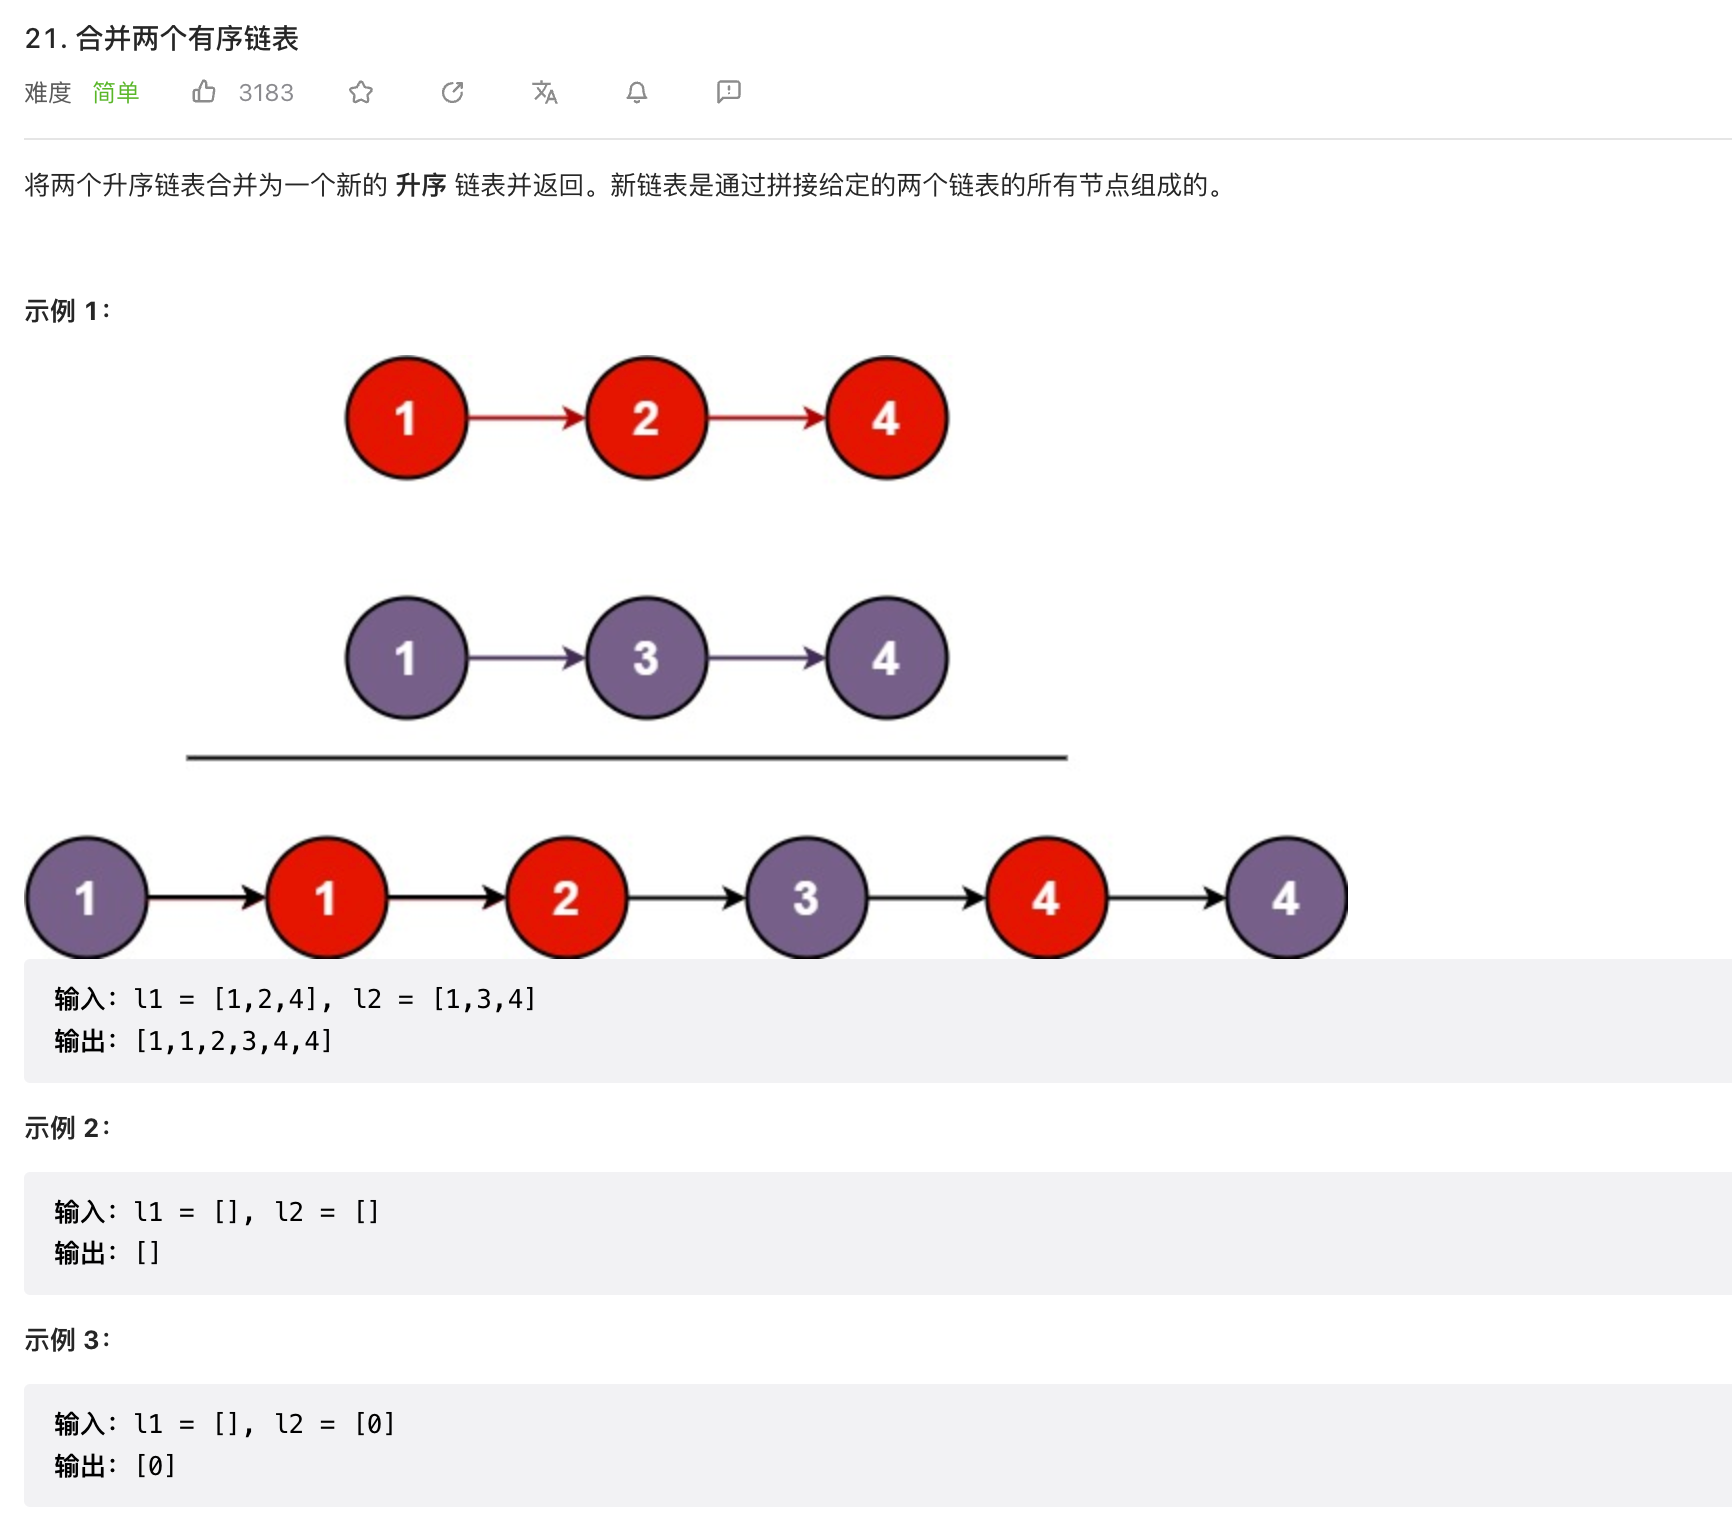 21. 合并两个有序链表
难度 简单 3183
将两个升序链表合并为一个新的 升序 链表并返回。新链表是通过拼接给定的两个链表的所有节点组成的。
示例 1：
1 2 4
1 3 4
1 1 2 3 4 4
输入：l1 = [1,2,4], l2 = [1,3,4]
输出：[1,1,2,3,4,4]
示例 2：
输入：l1 = [], l2 = []
输出：[]
示例 3：
输入：l1 = [], l2 = [0]
输出：[0]